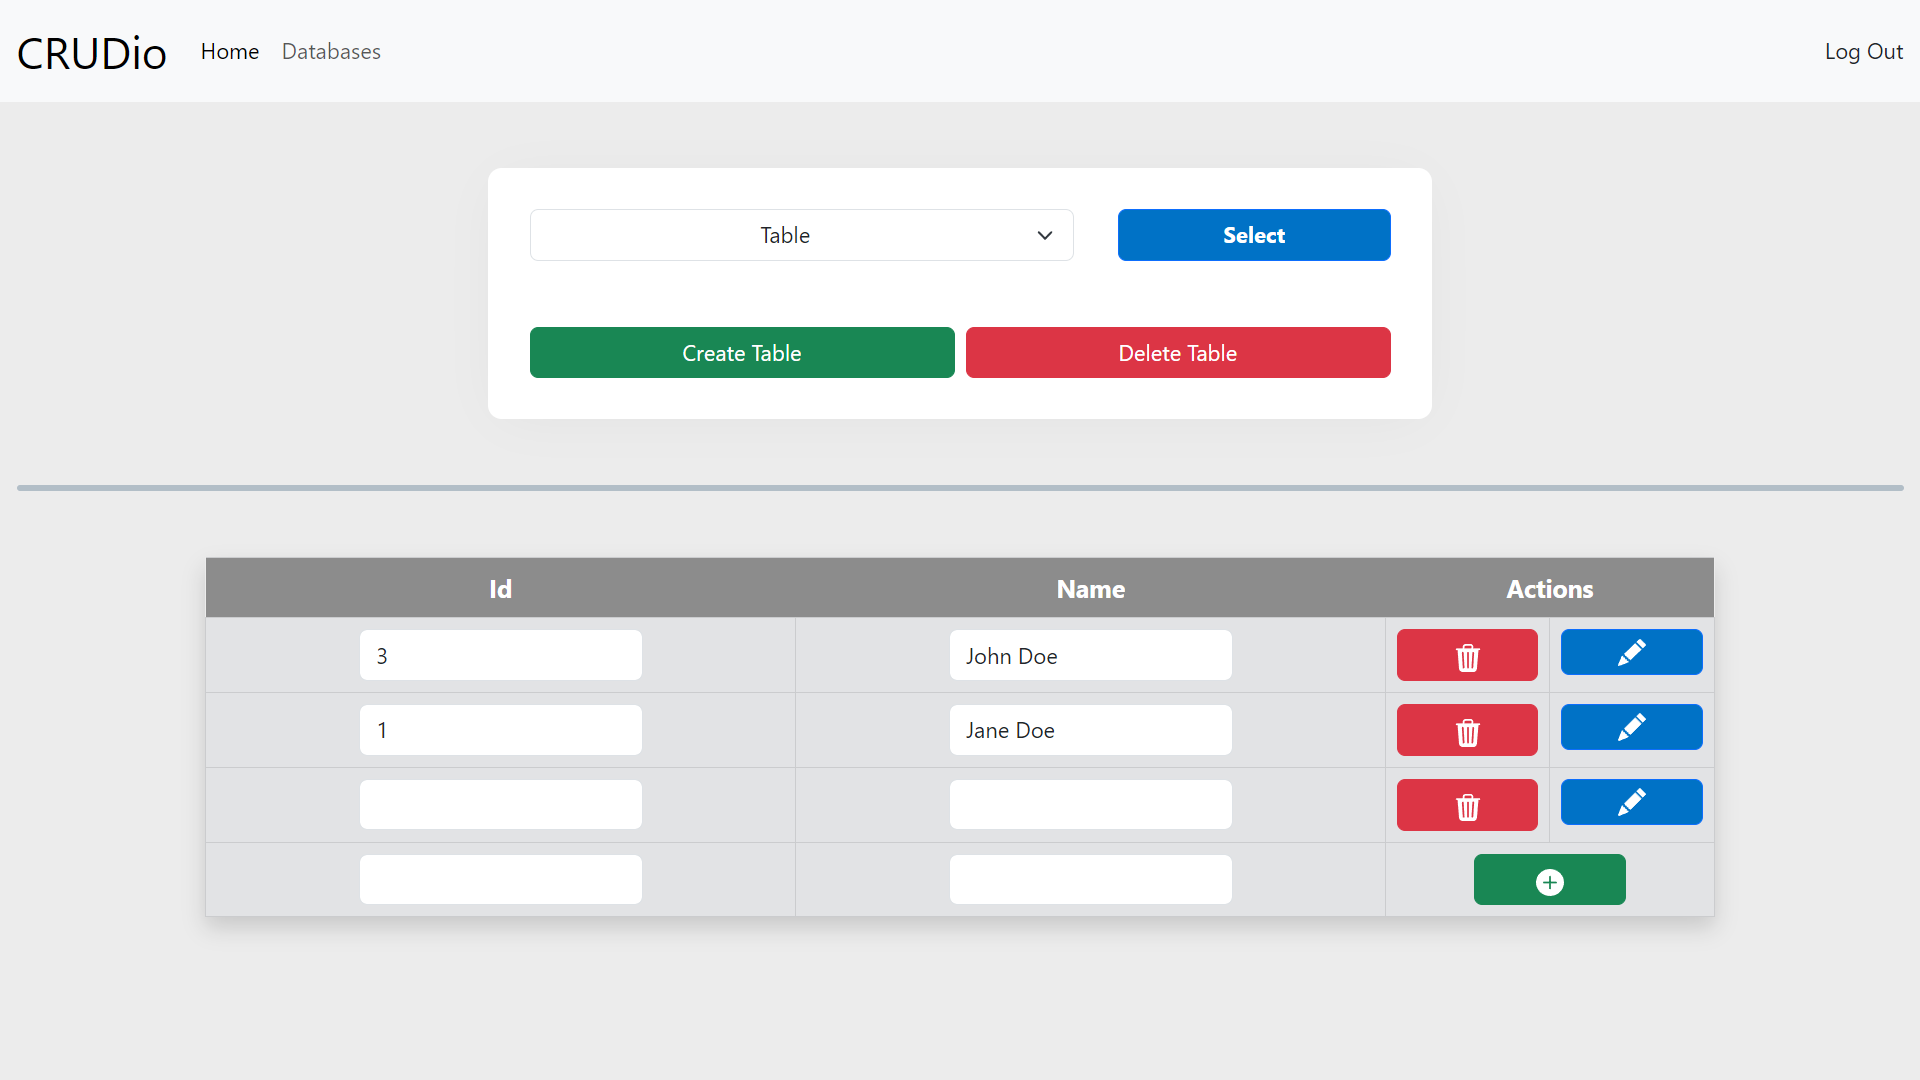 CRUDio Home Databases Log Out
Table Select
Create Table Delete Table
Id Name Actions
3 John Doe
1 Jane Doe